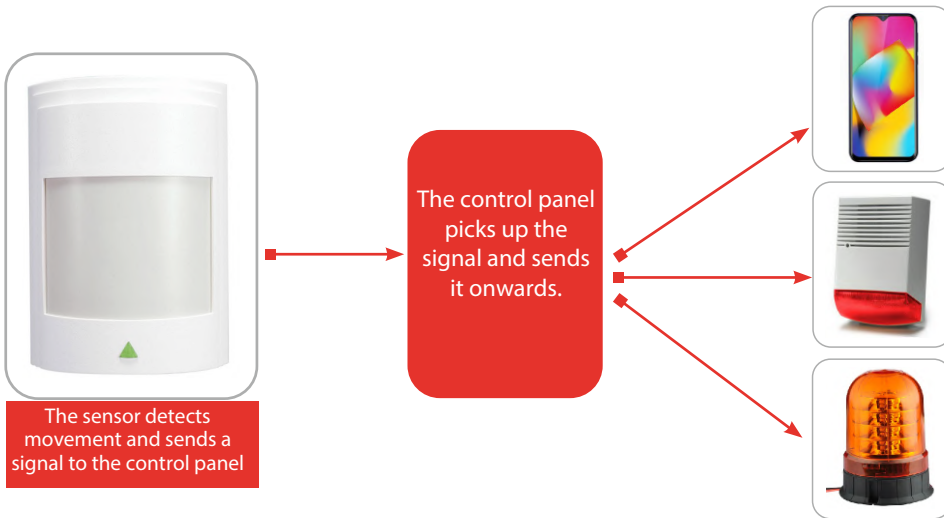 The sensor detects
movement and sends a
signal to the control panel
The control panel
picks up the
signal and sends
it onwards.